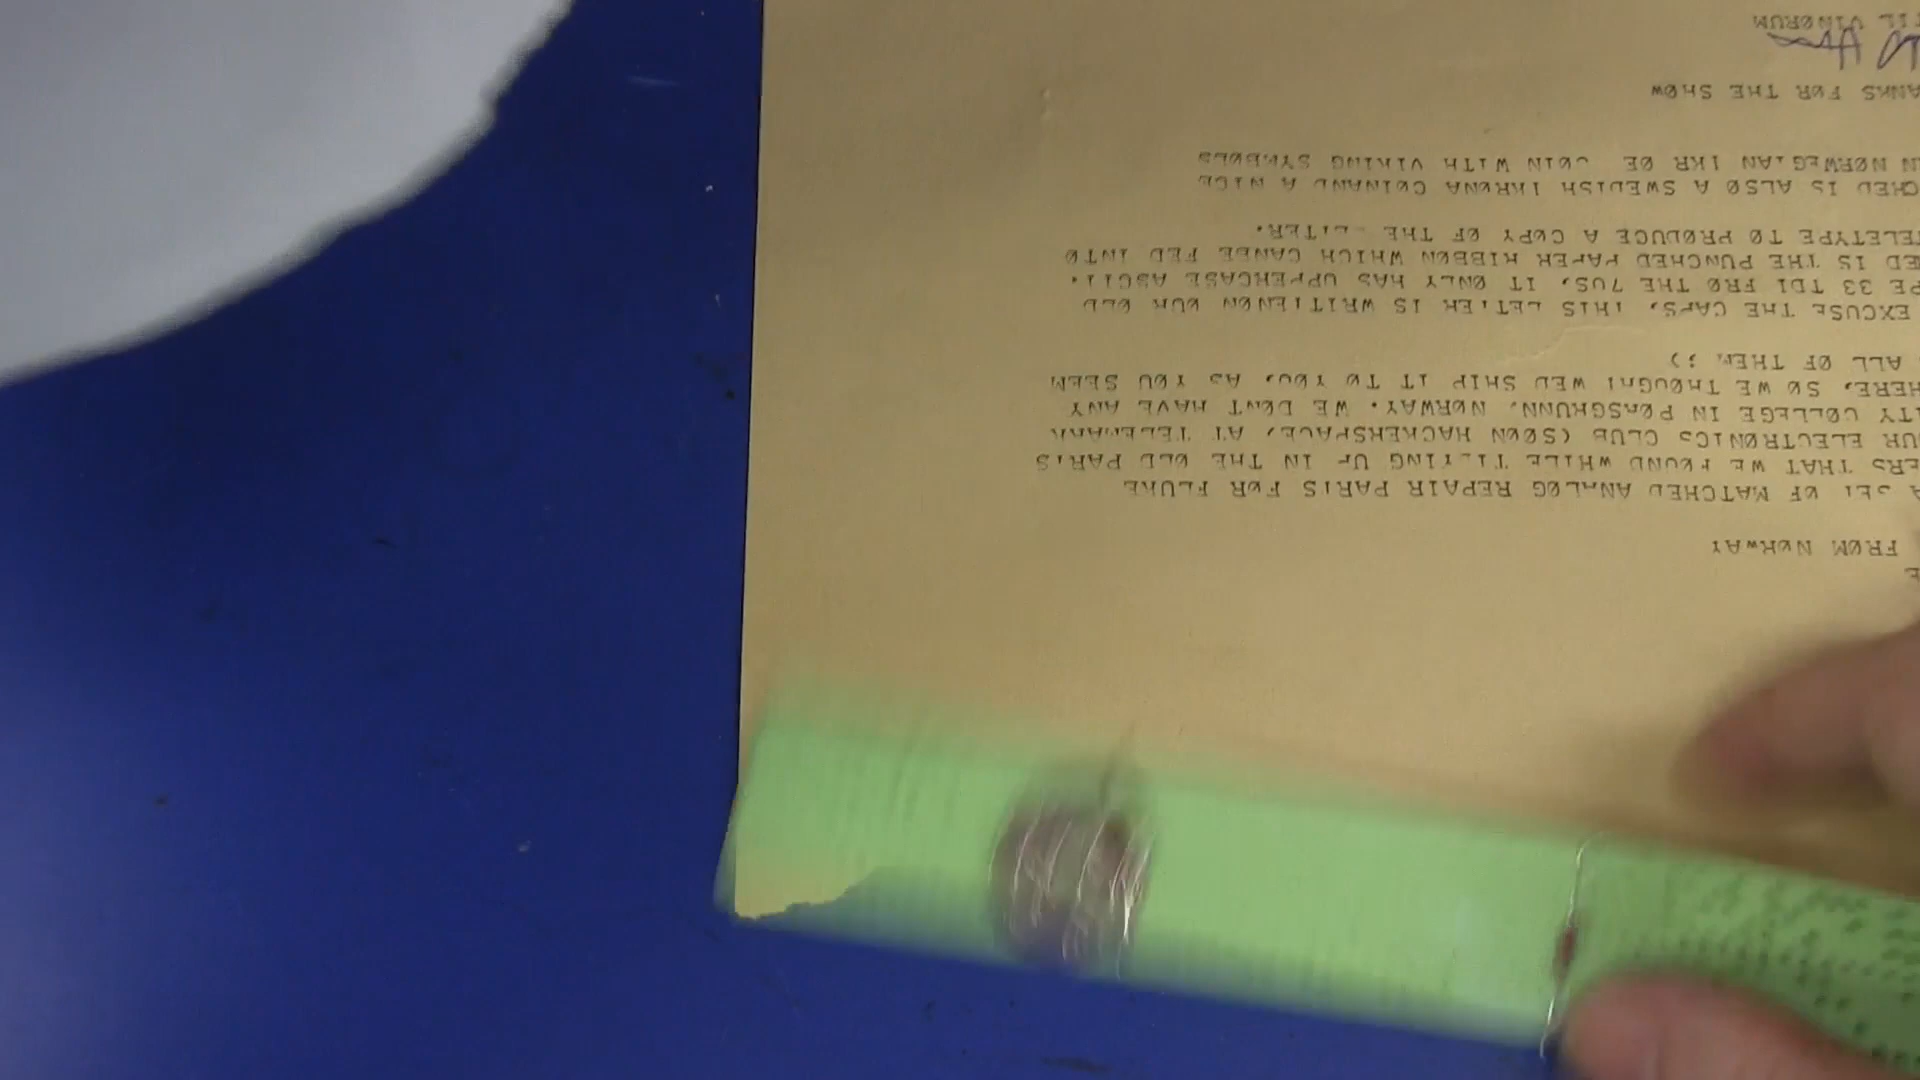 FROM NORWAY
A SET OF MATCHED ANALOG REPAIR PARTS FOR FLUKE
ERS THAT WE FOUND WHILE TIDYING UP IN THE OLD PARTS
UR ELECTRONICS CLUB (SOON HACKERSPACE, AT TELEMARK
ITY COLLEGE IN PORSGRUNN, NORWAY. WE DONT HAVE ANY
HERE, SO WE THOUGHT WED SHIP IT TO YOU, AS YOU SEEM
ALL OF THEM ;)
EXCUSE THE CAPS, THIS LETTER IS WRITTENON OUR OLD
PE 33 TDI FRO THE 70S, IT ONLY HAS UPPERCASE ASCII.
ED IS THE PUNCHED PAPER RIBBON WHICH CANBE FED INTO
TELETYPE TO PRODUCE A COPY OF THE LETTER.
CHED IS ALSO A SWEDISH 1KRONA COINAND A NICE
N NORWEGIAN 1KR OE COIN WITH VIKING SYMBOLS
ANKS FOR THE SHOW
TIL VINORUM